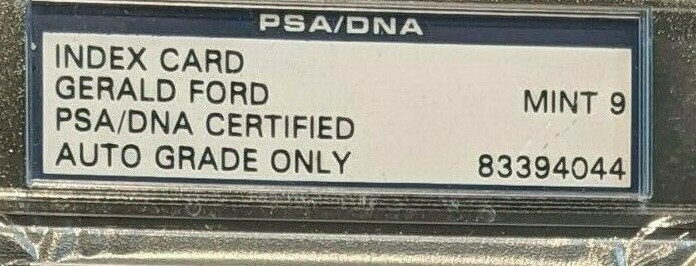 PSA/DNA
INDEX CARD
GERALD FORD MINT 9
PSA/DNA CERTIFIED
AUTO GRADE ONLY 83394044